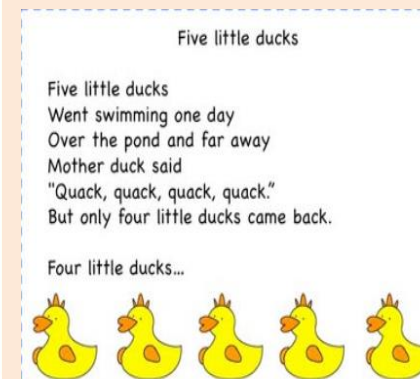 Five little ducks
Five little ducks
Went swimming one day
Over the pond and far away
Mother duck said
"Quack, quack, quack, quack."
But only four little ducks came back.
Four little ducks...